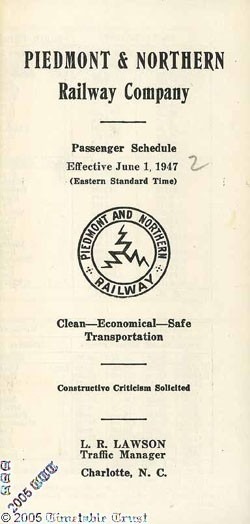 PIEDMONT & NORTHERN
Railway Company
Passenger Schedule
Effective June 1, 1947 2
(Eastern Standard Time)
PIEDMONT AND NORTHERN
RAILWAY
Clean—Economical—Safe
Transportation
Constructive Criticism Solicited
L. R. LAWSON
Traffic Manager
Charlotte, N. C.
2005
© 2005 Timetable Trust